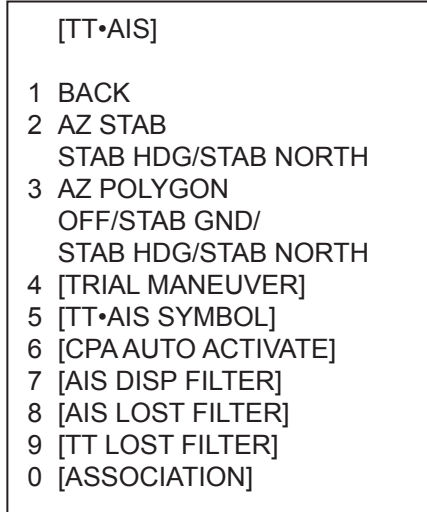 [TT•AIS]
1 BACK
2 AZ STAB
STAB HDG/STAB NORTH
3 AZ POLYGON
OFF/STAB GND/
STAB HDG/STAB NORTH
4 [TRIAL MANEUVER]
5 [TT•AIS SYMBOL]
6 [CPA AUTO ACTIVATE]
7 [AIS DISP FILTER]
8 [AIS LOST FILTER]
9 [TT LOST FILTER]
0 [ASSOCIATION]